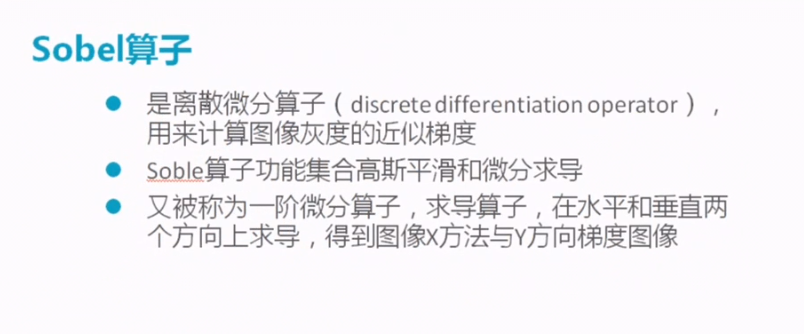 Sobel算子
是离散微分算子（discrete differentiation operator），
用来计算图像灰度的近似梯度
Soble算子功能集合高斯平滑和微分求导
又被称为一阶微分算子，求导算子，在水平和垂直两
个方向上求导，得到图像X方法与Y方向梯度图像